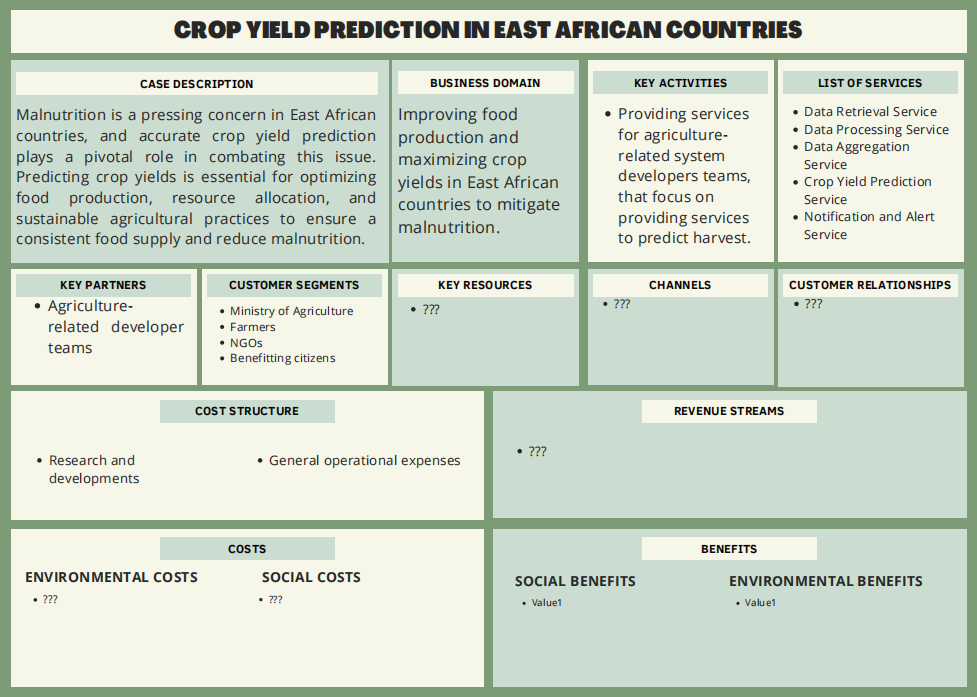 CROP YIELD PREDICTION IN EAST AFRICAN COUNTRIES
CASE DESCRIPTION
Malnutrition is a pressing concern in East African
countries, and accurate crop yield prediction
plays a pivotal role in combating this issue.
Predicting crop yields is essential for optimizing
food production, resource allocation, and
sustainable agricultural practices to ensure a
consistent food supply and reduce malnutrition.
BUSINESS DOMAIN
Improving food
production and
maximizing crop
yields in East African
countries to mitigate
malnutrition.
KEY ACTIVITIES
• Providing services
for agriculture-
related system
developers teams,
that focus on
providing services
to predict harvest.
LIST OF SERVICES
• Data Retrieval Service
• Data Processing Service
• Data Aggregation
Service
• Crop Yield Prediction
Service
• Notification and Alert
Service
KEY PARTNERS
• Agriculture-
related developer
teams
CUSTOMER SEGMENTS
• Ministry of Agriculture
• Farmers
• NGOs
• Benefitting citizens
KEY RESOURCES
• ???
CHANNELS
• ???
CUSTOMER RELATIONSHIPS
• ???
COST STRUCTURE
• Research and
developments
• General operational expenses
REVENUE STREAMS
• ???
COSTS
ENVIRONMENTAL COSTS
• ???
SOCIAL COSTS
• ???
BENEFITS
SOCIAL BENEFITS
• Value1
ENVIRONMENTAL BENEFITS
• Value1